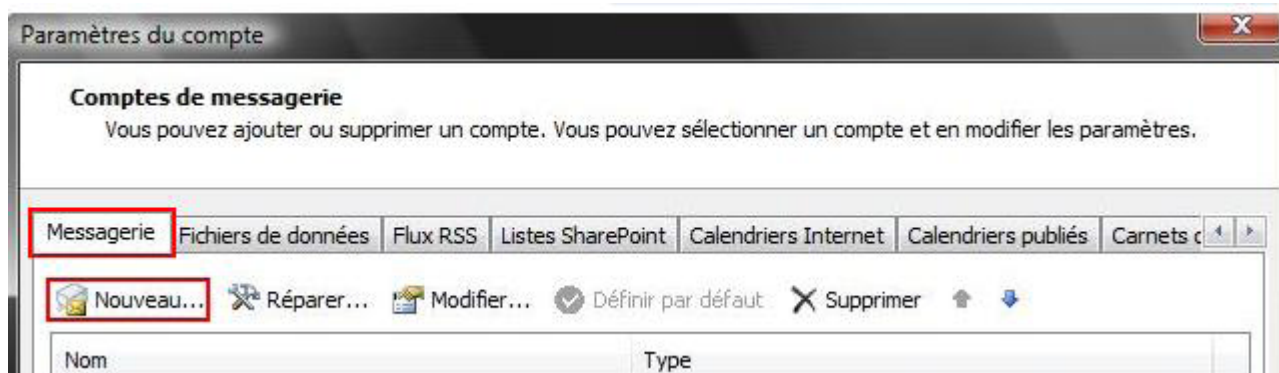 Paramètres du compte
Comptes de messagerie
Vous pouvez ajouter ou supprimer un compte. Vous pouvez sélectionner un compte et en modifier les paramètres.
Messagerie Fichiers de données Flux RSS Listes SharePoint Calendriers Internet Calendriers publiés Carnets
Nouveau... Réparer... Modifier... Définir par défaut Supprimer
Nom Type